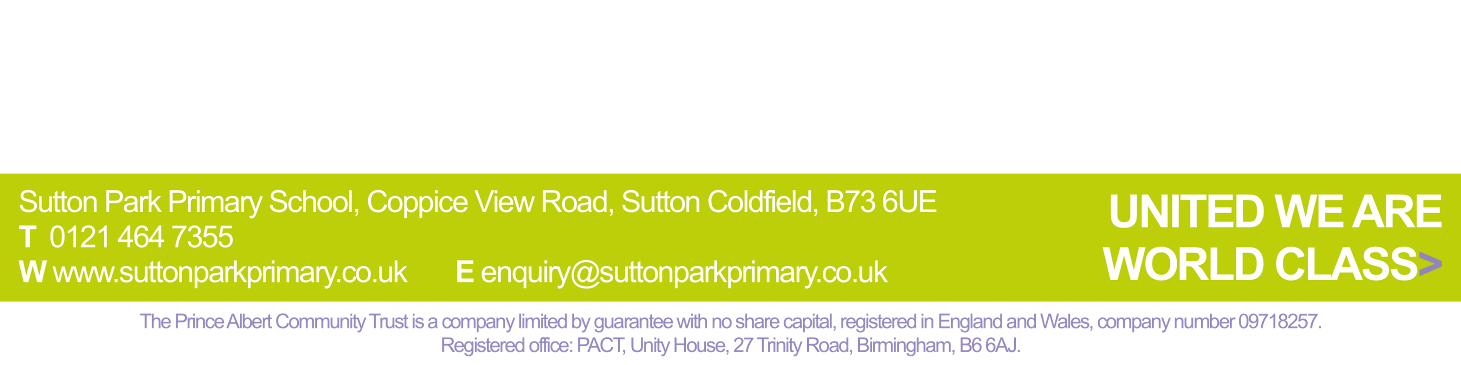 Sutton Park Primary School, Coppice View Road, Sutton Coldfield, B73 6UE
T 0121 464 7355
W www.suttonparkprimary.co.uk E enquiry@suttonparkprimary.co.uk
UNITED WE ARE
WORLD CLASS>
The Prince Albert Community Trust is a company limited by guarantee with no share capital, registered in England and Wales, company number 09718257.
Registered office: PACT, Unity House, 27 Trinity Road, Birmingham, B6 6AJ.